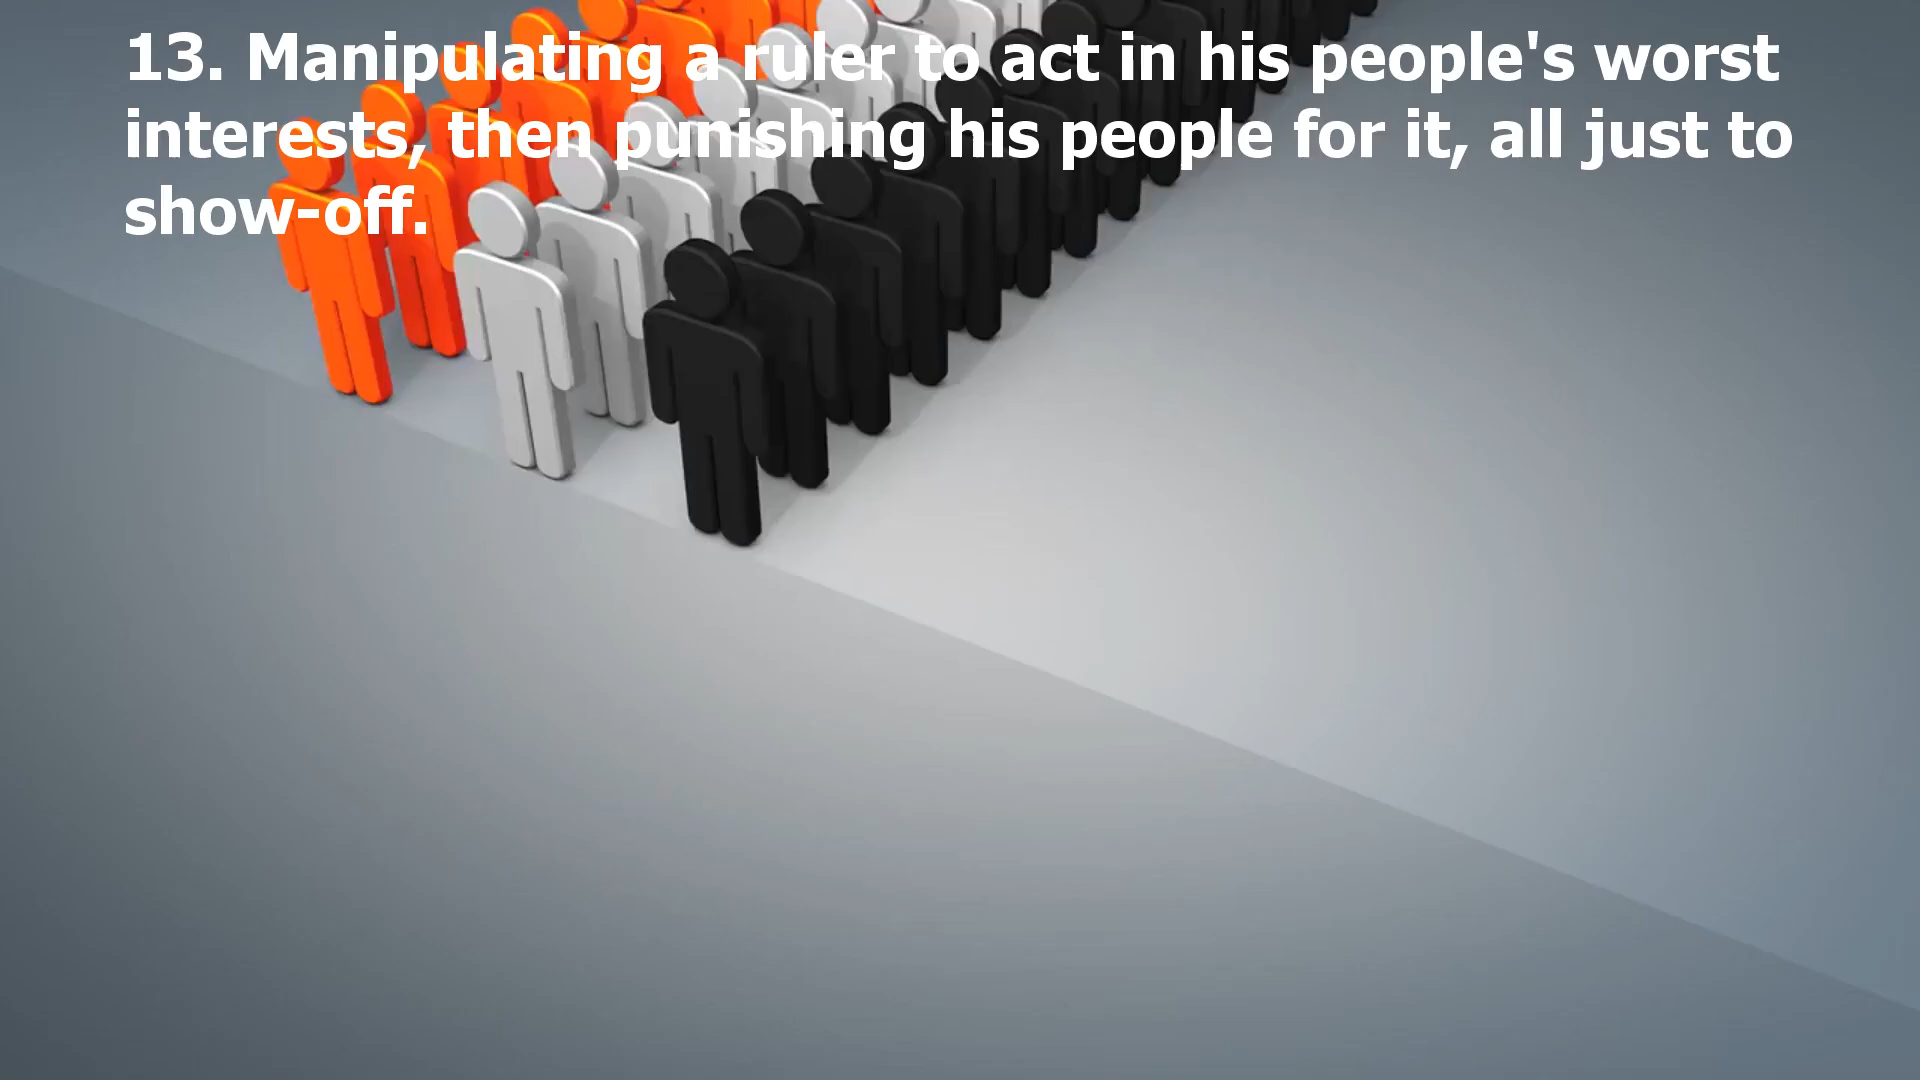 13. Manipulating a ruler to act in his people's worst
interests, then punishing his people for it, all just to
show-off.